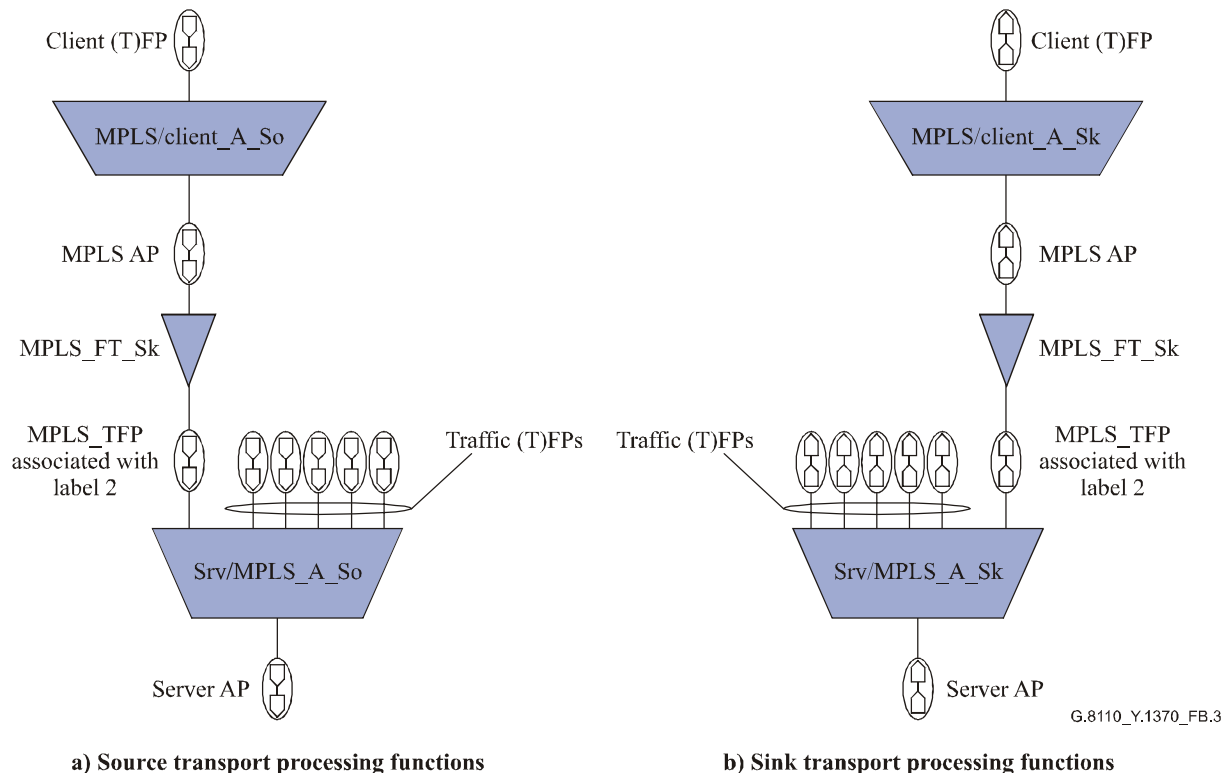 Client (T)FP
MPLS/client_A_So
MPLS AP
MPLS_FT_Sk
MPLS_TFP
associated with
label 2
Traffic (T)FPs
Srv/MPLS_A_So
Server AP
a) Source transport processing functions
Client (T)FP
MPLS/client_A_Sk
MPLS AP
MPLS_FT_Sk
Traffic (T)FPs
MPLS_TFP
associated with
label 2
Srv/MPLS_A_Sk
Server AP
G.8110_Y.1370_FB.3
b) Sink transport processing functions